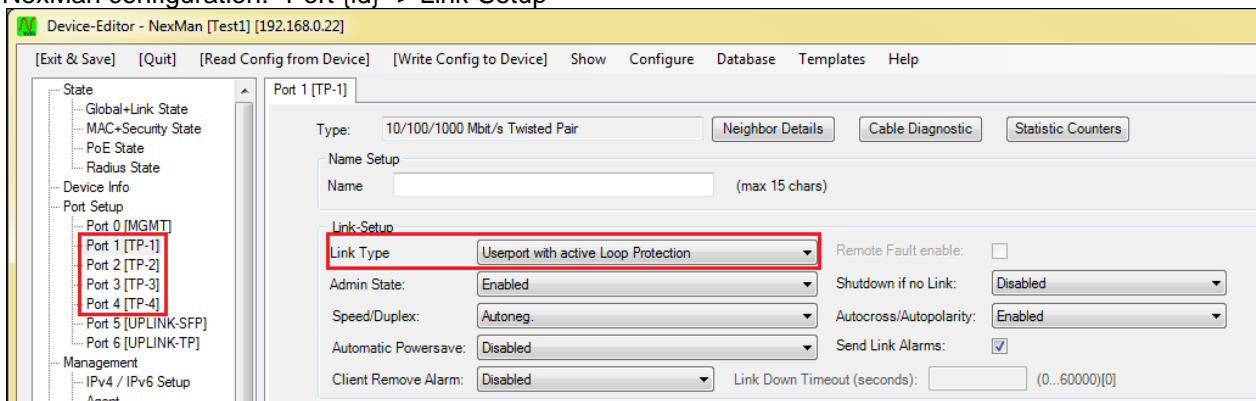 NexMan configuration: "Port {id} -> Link-Setup"
Device-Editor - NexMan [Test1] [192.168.0.22]
[Exit & Save] [Quit] [Read Config from Device] [Write Config to Device] Show Configure Database Templates Help
State
Global+Link State
MAC+Security State
PoE State
Radius State
Device Info
Port Setup
Port 0 [MGMT]
Port 1 [TP-1]
Port 2 [TP-2]
Port 3 [TP-3]
Port 4 [TP-4]
Port 5 [UPLINK-SFP]
Port 6 [UPLINK-TP]
Management
IPv4 / IPv6 Setup
Agent
Port 1 [TP-1]
Type: 10/100/1000 Mbit/s Twisted Pair Neighbor Details Cable Diagnostic Statistic Counters
Name Setup
Name (max 15 chars)
Link-Setup
Link Type Userport with active Loop Protection Remote Fault enable:
Admin State: Enabled Shutdown if no Link: Disabled
Speed/Duplex: Autoneg. Autocross/Autopolarity: Enabled
Automatic Powersave: Disabled Send Link Alarms:
Client Remove Alarm: Disabled Link Down Timeout (seconds): (0...60000)[0]